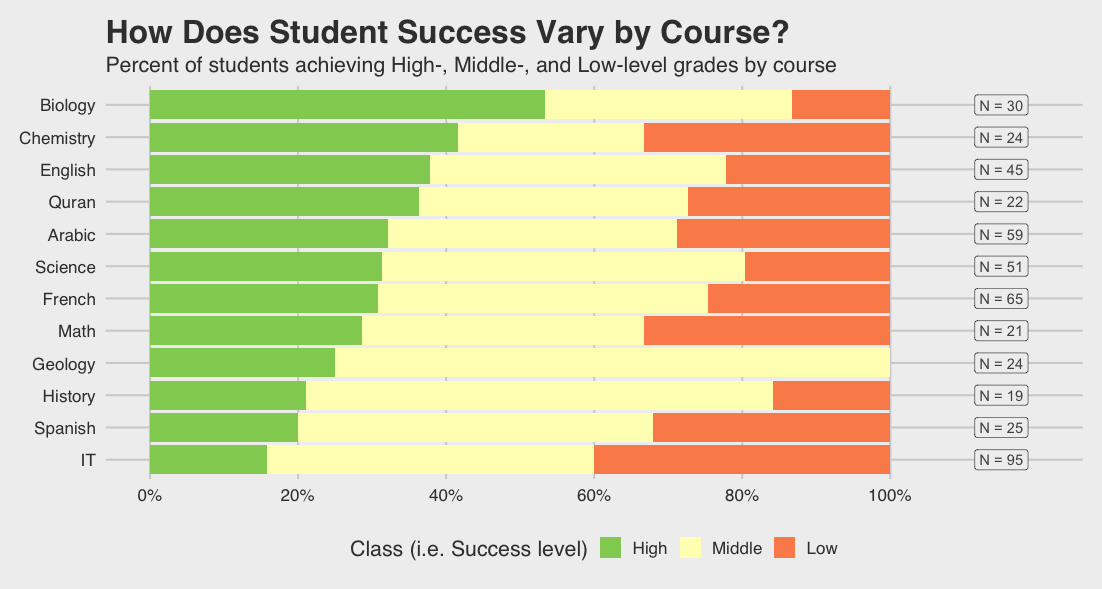 How Does Student Success Vary by Course?
Percent of students achieving High-, Middle-, and Low-level grades by course
Biology N = 30
Chemistry N = 24
English N = 45
Quran N = 22
Arabic N = 59
Science N = 51
French N = 65
Math N = 21
Geology N = 24
History N = 19
Spanish N = 25
IT N = 95
0% 20% 40% 60% 80% 100%
Class (i.e. Success level) High Middle Low